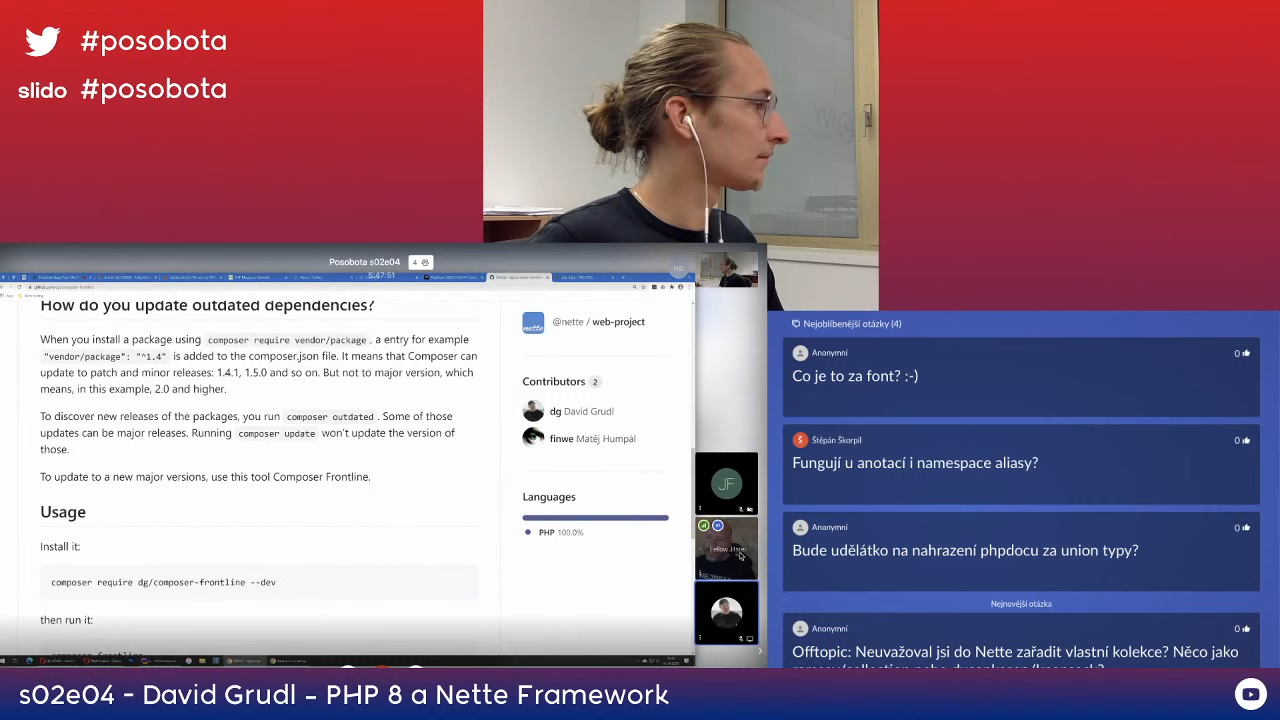 #posobota
slido #posobota
Posobota s02e04
4
5:47:51
How do you update outdated dependencies?
When you install a package using composer require vendor/package, a entry for example
"vendor/package": "^1.4" is added to the composer.json file. It means that Composer can
update to patch and minor releases: 1.4.1, 1.5.0 and so on. But not to major version, which
means, in this example, 2.0 and higher.
To discover new releases of the packages, you run composer outdated. Some of those
updates can be major releases. Running composer update won't update the version of
those.
To update to a new major versions, use this tool Composer Frontline.
Usage
Install it:
composer require dg/composer-frontline --dev
then run it:
nette
@nette / web-project
Contributors 2
dg David Grudl
finwe Matěj Humpál
Languages
PHP 100.0%
JF
Fellow Jitster
Nejoblíbenější otázky (4)
Anonymní
0
Co je to za font? :-)
Š Štěpán Škorpil
0
Fungují u anotací i namespace aliasy?
Anonymní
0
Bude udělátko na nahrazení phpdocu za union typy?
Nejnovější otázka
Anonymní
0
Offtopic: Neuvažoval jsi do Nette zařadit vlastní kolekce? Něco jako
s02e04 - David Grudl - PHP 8 a Nette Framework